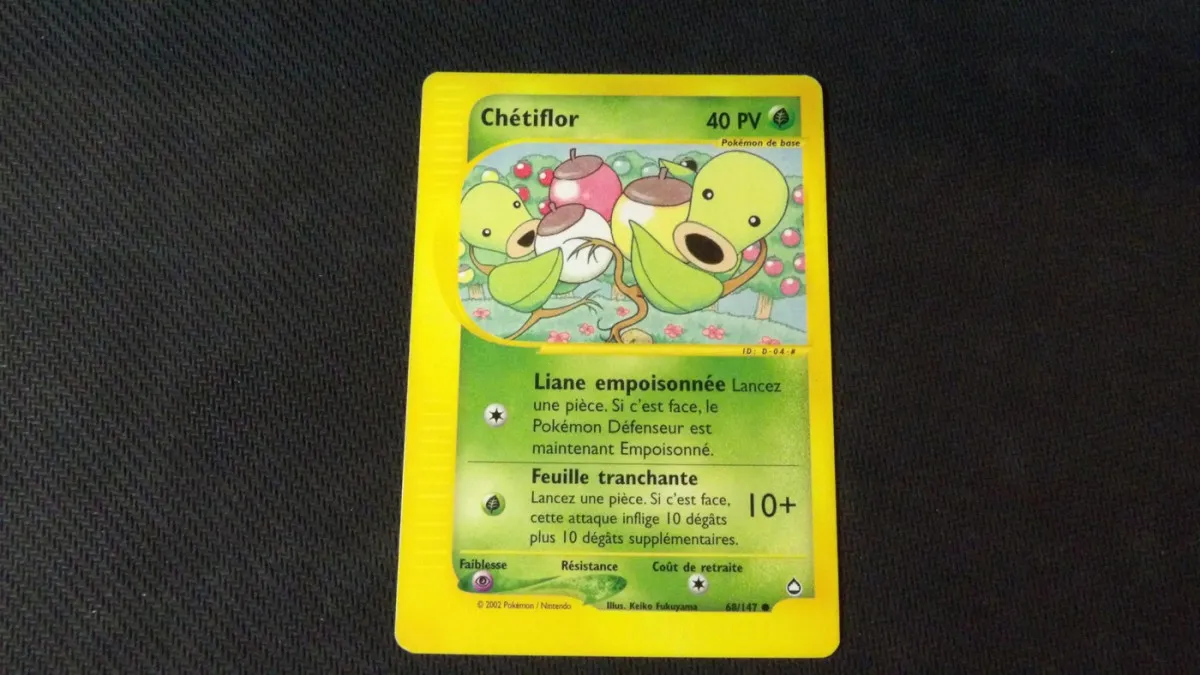 Chétiflor 40 PV
Pokémon de base
ID: D-04-#
Liane empoisonnée Lancez
une pièce. Si c'est face, le
Pokémon Défenseur est
maintenant Empoisonné.
Feuille tranchante
Lancez une pièce. Si c'est face,
cette attaque inflige 10 dégâts
plus 10 dégâts supplémentaires.
10+
Faiblesse Résistance Coût de retraite
© 2002 Pokémon / Nintendo Illus. Keiko Fukuyama 68/147